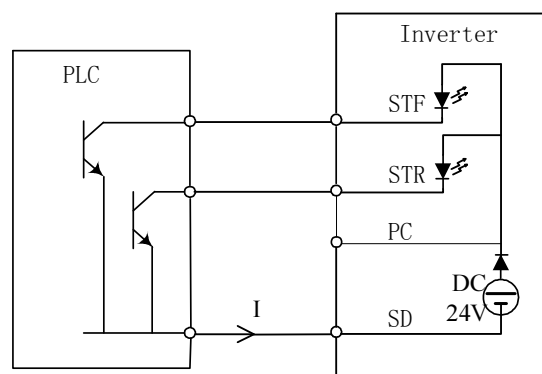 Inverter
PLC
STF
STR
PC
DC
24V
I
SD